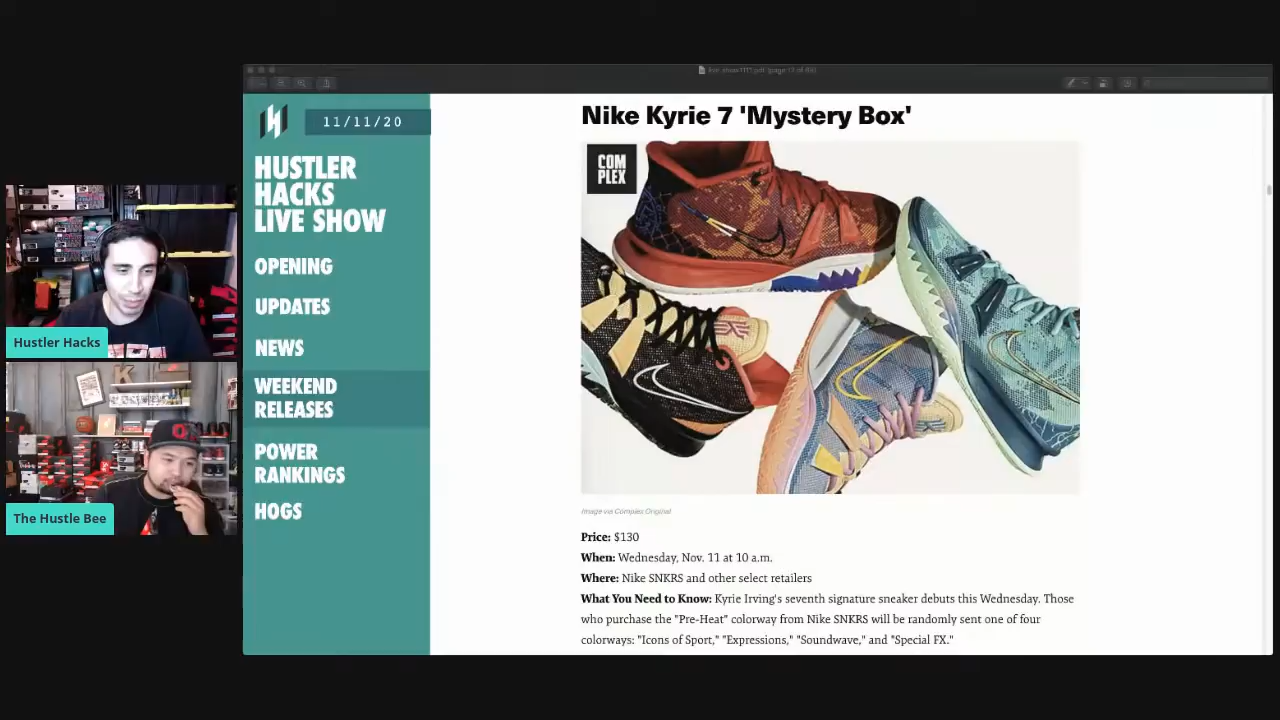 11/11/20
HUSTLER
HACKS
LIVE SHOW
OPENING
UPDATES
NEWS
WEEKEND
RELEASES
POWER
RANKINGS
HOGS
Hustler Hacks
The Hustle Bee
Nike Kyrie 7 'Mystery Box'
COM
PLEX
Image via Complex Original
Price: $130
When: Wednesday, Nov. 11 at 10 a.m.
Where: Nike SNKRS and other select retailers
What You Need to Know: Kyrie Irving's seventh signature sneaker debuts this Wednesday. Those
who purchase the "Pre-Heat" colorway from Nike SNKRS will be randomly sent one of four
colorways: "Icons of Sport," "Expressions," "Soundwave," and "Special FX."